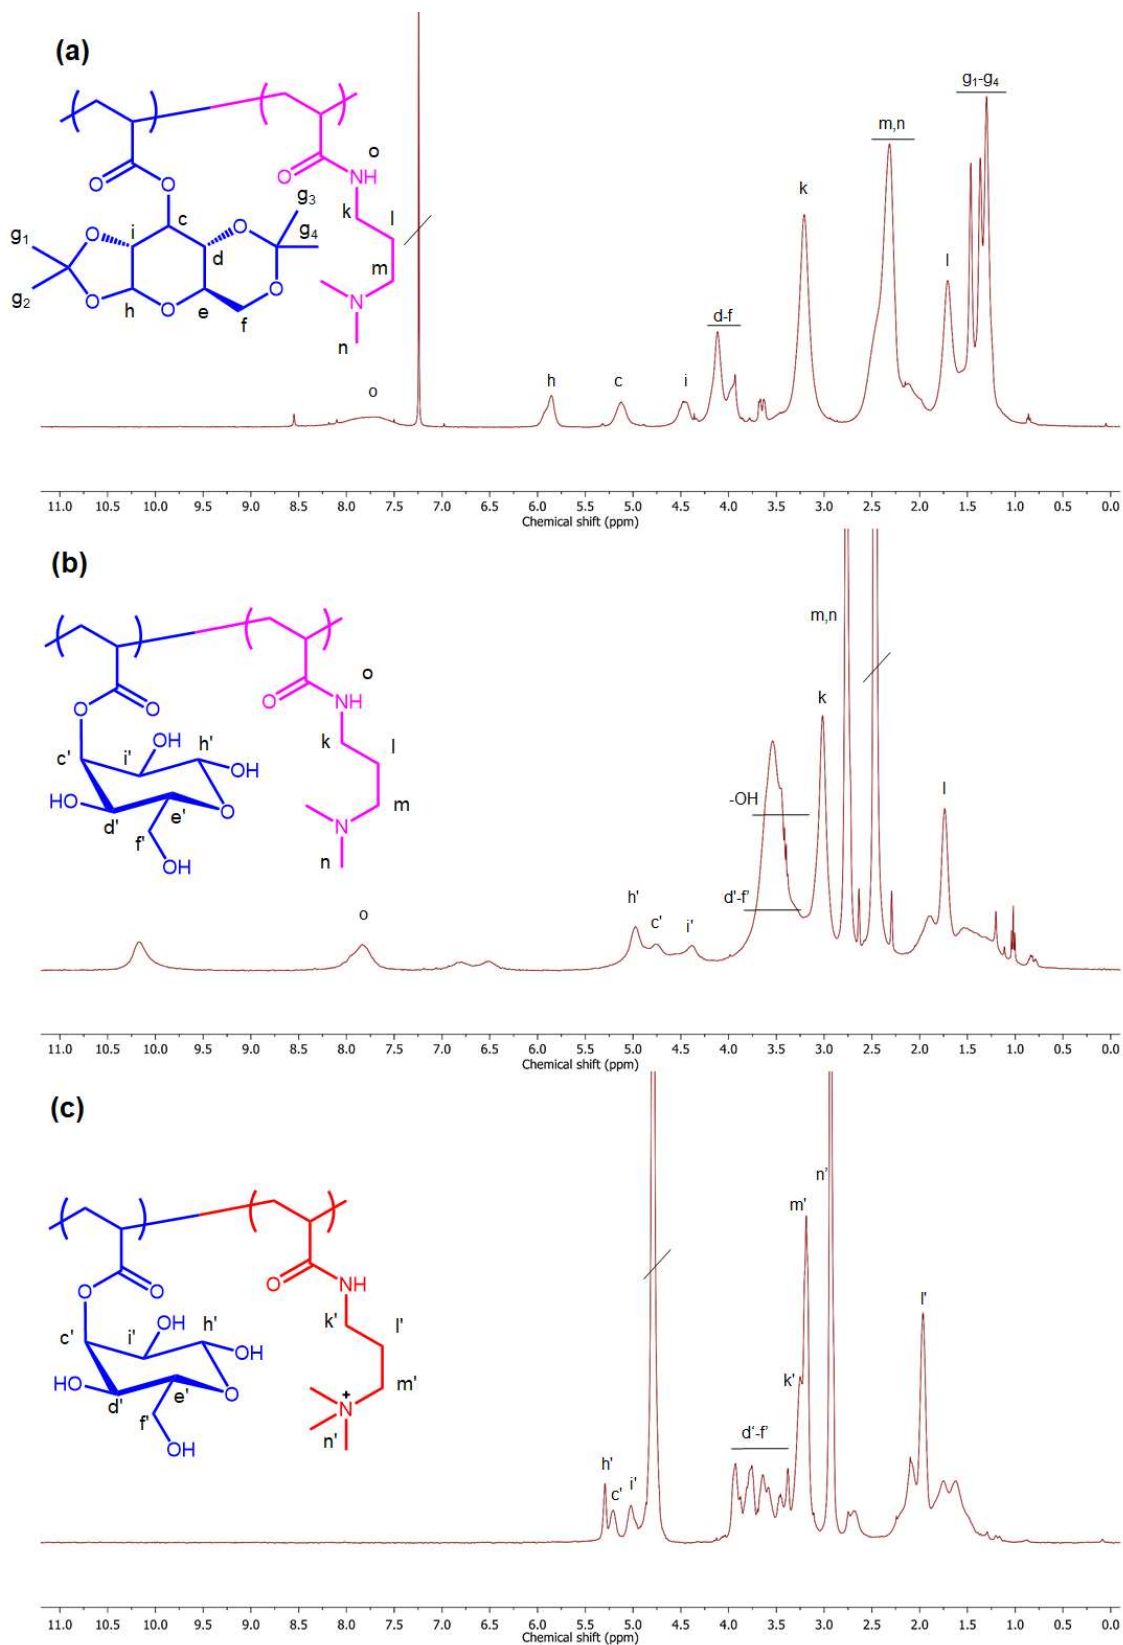 (a)
g₁-g₄
m,n
o
O
O
NH
k
k
g₃
c
l
l
g₁
O
i
O
g₄
d
m
g₂
O
O
O
N
d-f
h
e
f
n
o
h
c
i
11.0 10.5 10.0 9.5 9.0 8.5 8.0 7.5 7.0 6.5 6.0 5.5 5.0 4.5 4.0 3.5 3.0 2.5 2.0 1.5 1.0 0.5 0.0
Chemical shift (ppm)
(b)
m,n
o
O
NH
O
O
k
k
OH
h'
l
c'
i'
OH
l
HO
O
m
-OH
d'
e'
f'
N
OH
n
o
h'
c'
i'
d'-f'
11.0 10.5 10.0 9.5 9.0 8.5 8.0 7.5 7.0 6.5 6.0 5.5 5.0 4.5 4.0 3.5 3.0 2.5 2.0 1.5 1.0 0.5 0.0
Chemical shift (ppm)
(c)
n'
m'
O
NH
O
O
l'
k'
OH
h'
l'
c'
i'
OH
HO
O
m'
k'
d'
e'
+
N
f'
n'
d'-f'
OH
h'
c'
i'
11.0 10.5 10.0 9.5 9.0 8.5 8.0 7.5 7.0 6.5 6.0 5.5 5.0 4.5 4.0 3.5 3.0 2.5 2.0 1.5 1.0 0.5 0.0
Chemical shift (ppm)